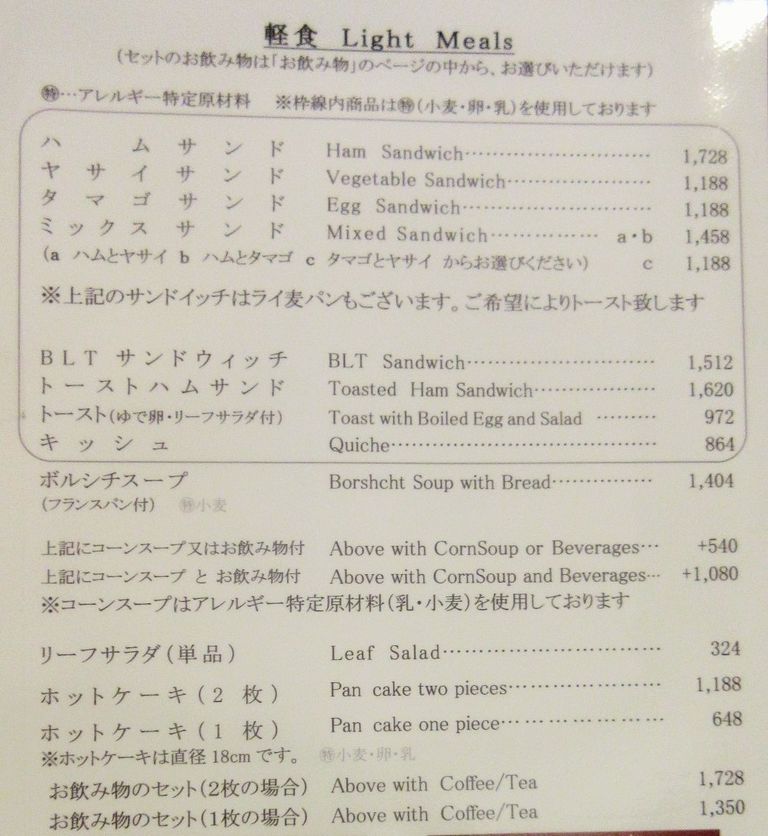 軽食 Light Meals
(セットのお飲み物は「お飲み物」のページの中から、お選びいただけます)
㊕…アレルギー特定原材料 ※枠線内商品は㊕(小麦・卵・乳)を使用しております
ハムサンド Ham Sandwich………………………… 1,728
ヤサイサンド Vegetable Sandwich………………… 1,188
タマゴサンド Egg Sandwich………………………… 1,188
ミックスサンド Mixed Sandwich…………… a・b 1,458
(a ハムとヤサイ b ハムとタマゴ c タマゴとヤサイ からお選びください) c 1,188
※上記のサンドイッチはライ麦パンもございます。ご希望によりトースト致します
BLTサンドウィッチ BLT Sandwich………………………… 1,512
トーストハムサンド Toasted Ham Sandwich……………… 1,620
トースト(ゆで卵・リーフサラダ付) Toast with Boiled Egg and Salad ……… 972
キッシュ Quiche………………………………… 864
ボルシチスープ Borshcht Soup with Bread…………… 1,404
(フランスパン付) ㊕小麦
上記にコーンスープ又はお飲み物付 Above with CornSoup or Beverages… +540
上記にコーンスープ と お飲み物付 Above with CornSoup and Beverages… +1,080
※コーンスープはアレルギー特定原材料(乳・小麦)を使用しております
リーフサラダ(単品) Leaf Salad…………………………… 324
ホットケーキ(2枚) Pan cake two pieces…………………… 1,188
ホットケーキ(1枚) Pan cake one piece…………………… 648
※ホットケーキは直径18cmです。 ㊕小麦・卵・乳
お飲み物のセット(2枚の場合) Above with Coffee/Tea 1,728
お飲み物のセット(1枚の場合) Above with Coffee/Tea 1,350